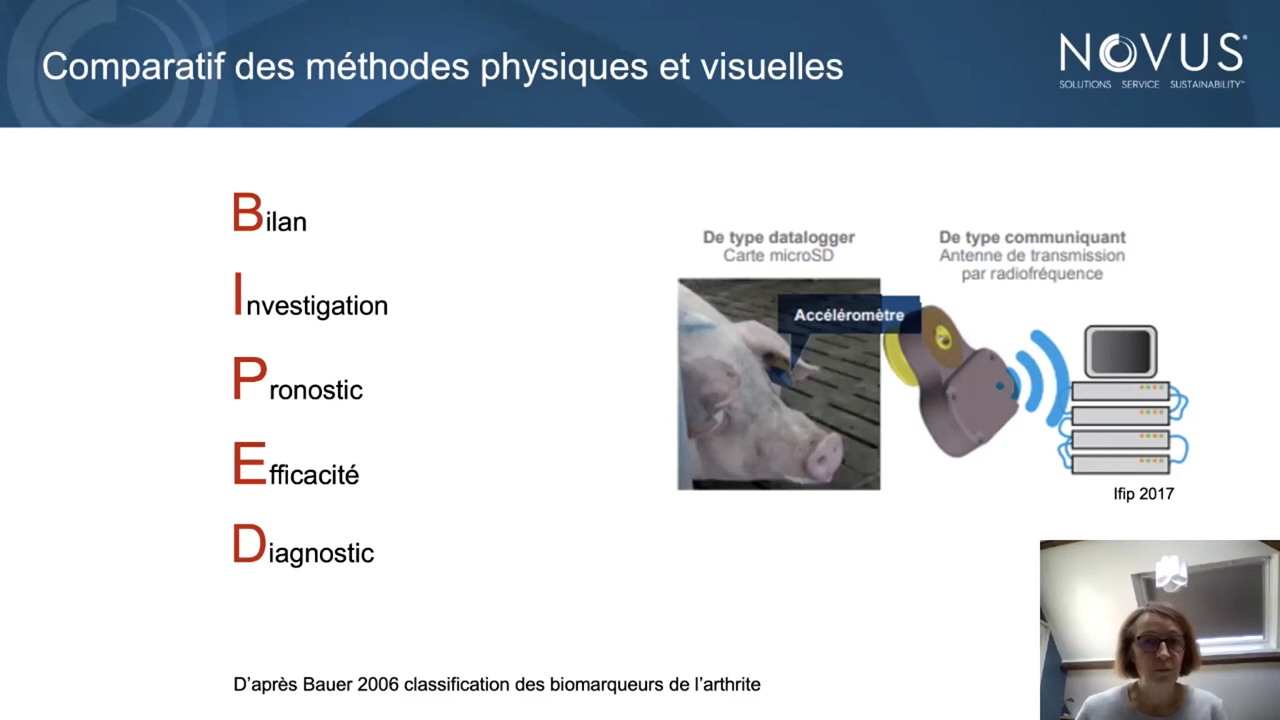 Comparatif des méthodes physiques et visuelles
NOVUS®
SOLUTIONS SERVICE SUSTAINABILITY™
Bilan
Investigation
Pronostic
Efficacité
Diagnostic
De type datalogger
Carte microSD
De type communiquant
Antenne de transmission
par radiofréquence
Accéléromètre
Ifip 2017
D'après Bauer 2006 classification des biomarqueurs de l'arthrite